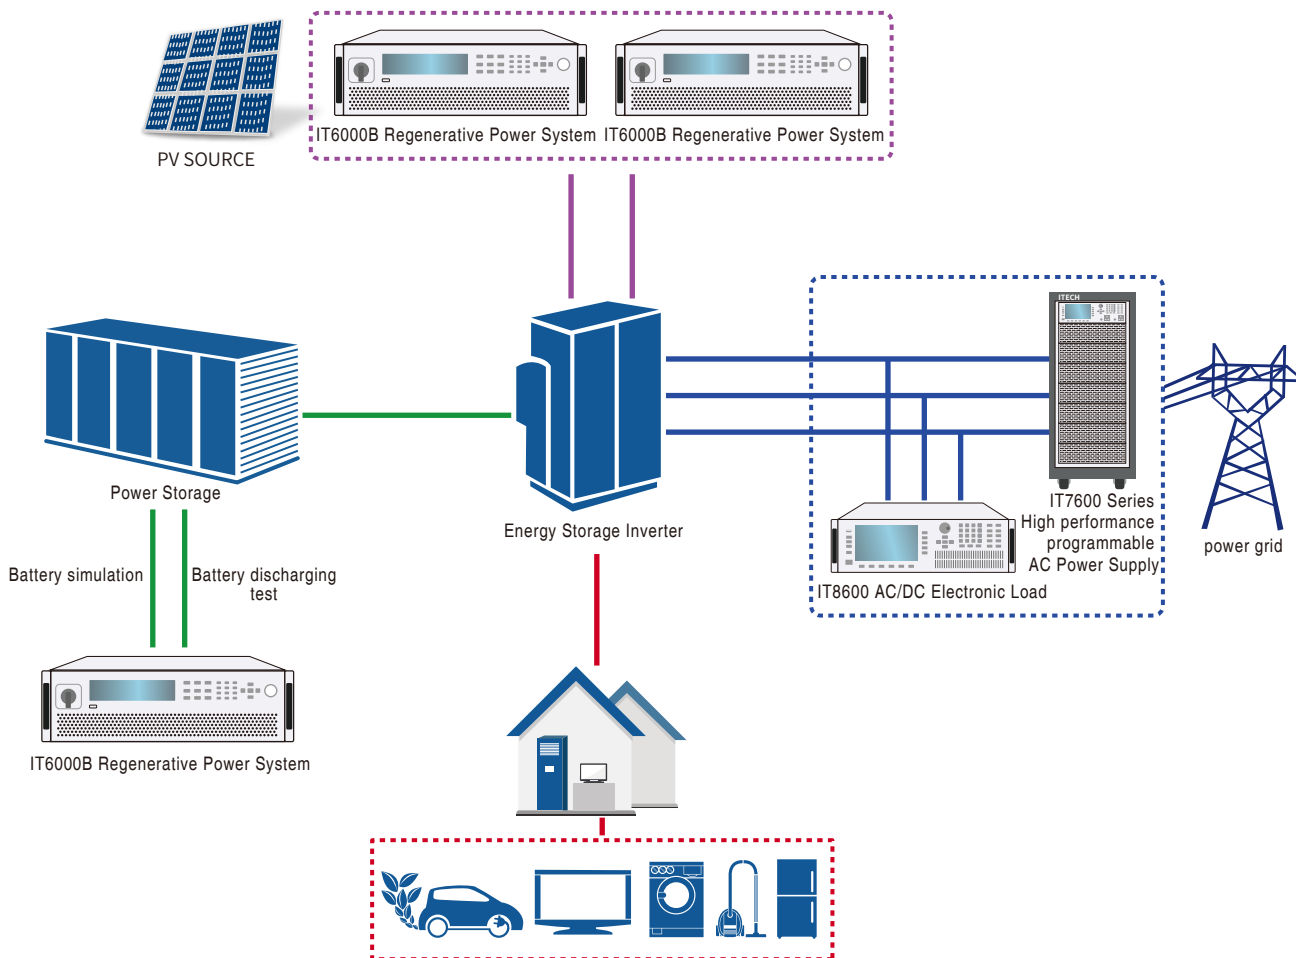 IT6000B Regenerative Power System
IT6000B Regenerative Power System
PV SOURCE
ITECH
Power Storage
Energy Storage Inverter
IT7600 Series
High performance
programmable
AC Power Supply
power grid
Battery simulation
Battery discharging
test
IT8600 AC/DC Electronic Load
IT6000B Regenerative Power System